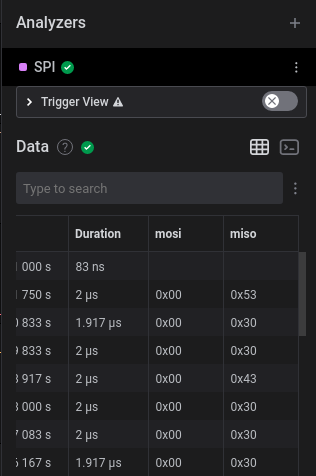 Analyzers
SPI
Trigger View
Data
Type to search
Duration mosi miso
000 s 83 ns
750 s 2 μs 0x00 0x53
833 s 1.917 μs 0x00 0x30
833 s 2 μs 0x00 0x30
917 s 2 μs 0x00 0x43
000 s 2 μs 0x00 0x30
083 s 2 μs 0x00 0x30
167 s 1.917 μs 0x00 0x30